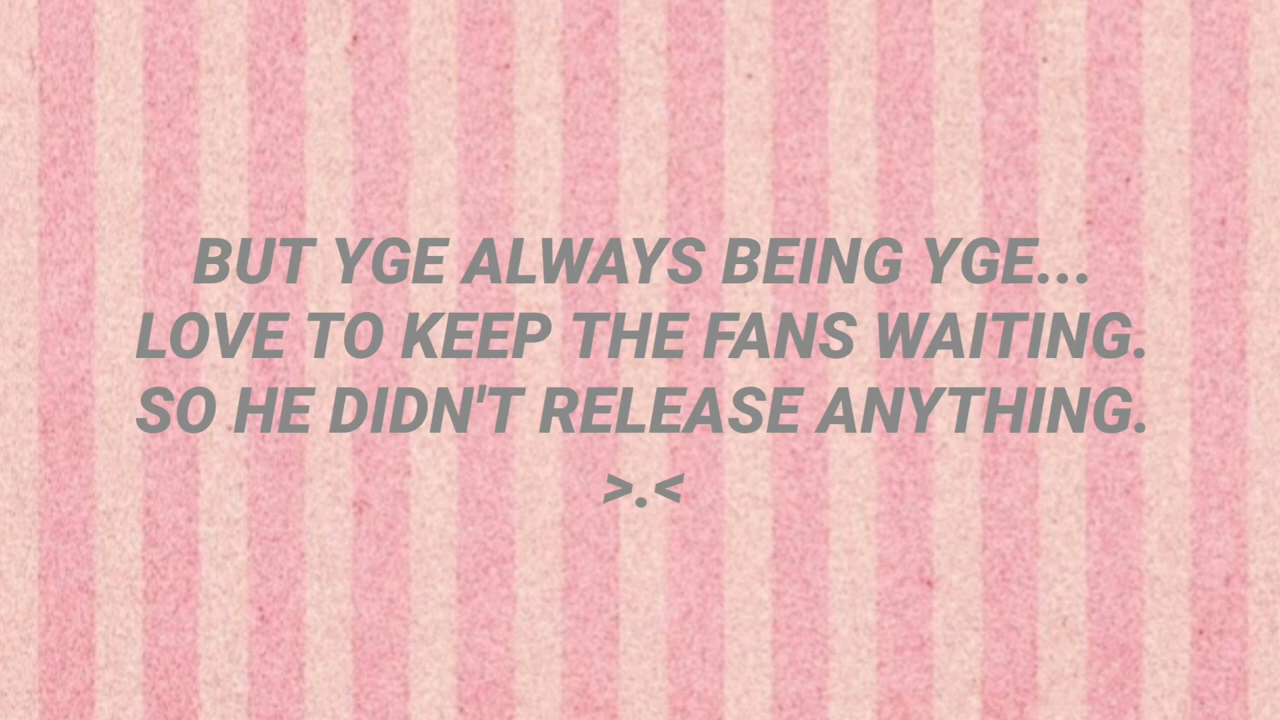 BUT YGE ALWAYS BEING YGE...
LOVE TO KEEP THE FANS WAITING.
SO HE DIDN'T RELEASE ANYTHING.
>.<